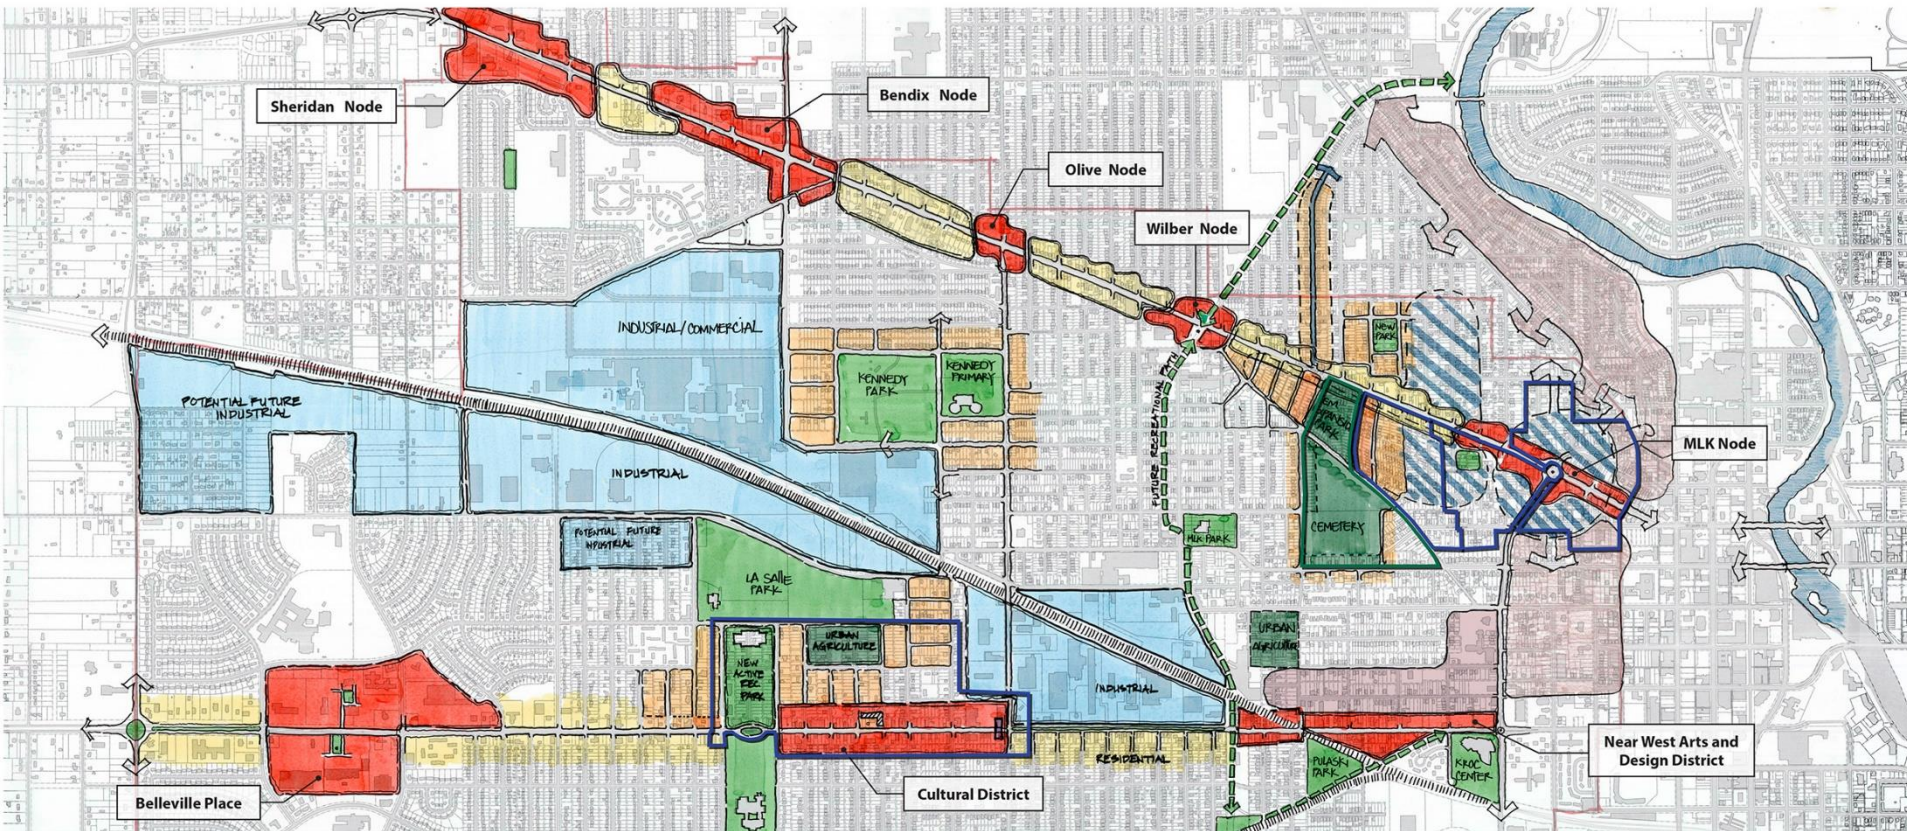 Sheridan Node
Bendix Node
Olive Node
Wilber Node
INDUSTRIAL/COMMERCIAL
NEW
PARK
KENNEDY
PARK
KENNEDY
PRIMARY
POTENTIAL FUTURE
INDUSTRIAL
FUTURE RECREATIONAL PATH
PARK
MLK Node
INDUSTRIAL
CEMETERY
POTENTIAL FUTURE
INDUSTRIAL
MLK PARK
LA SALLE
PARK
URBAN
AGRICULTURE
URBAN
AGRICULTURE
NEW
ACTIVE
REC.
PARK
INDUSTRIAL
RESIDENTIAL
PULASKI
PARK
KROC
CENTER
Near West Arts and
Design District
Belleville Place
Cultural District